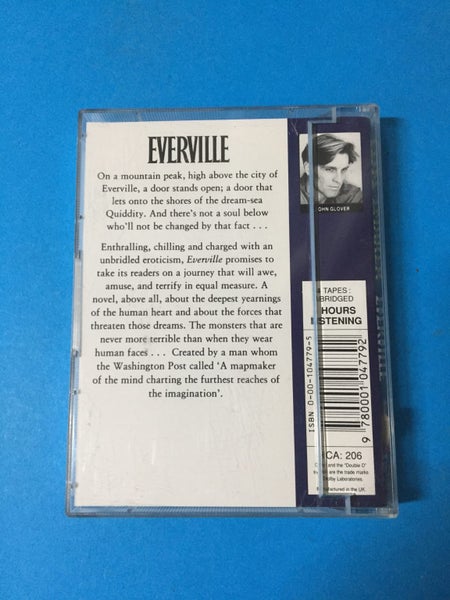 EVERVILLE
On a mountain peak, high above the city of
Everville, a door stands open; a door that
lets onto the shores of the dream-sea
Quiddity. And there's not a soul below
who'll not be changed by that fact . . .
Enthralling, chilling and charged with an
unbridled eroticism, Everville promises to
take its readers on a journey that will awe,
amuse, and terrify in equal measure. A
novel, above all, about the deepest yearnings
of the human heart and about the forces that
threaten those dreams. The monsters that are
never more terrible than when they wear
human faces . . . Created by a man whom
the Washington Post called 'A mapmaker
of the mind charting the furthest reaches of
the imagination'.
JOHN GLOVER
TAPES :
HOURS
LISTENING
ISBN 0-00-104779-5
9 780001 047792
HCA: 206
and the "Double D"
are the trade marks
Dolby Laboratories.
Manufactured in the UK
EVERVILLE